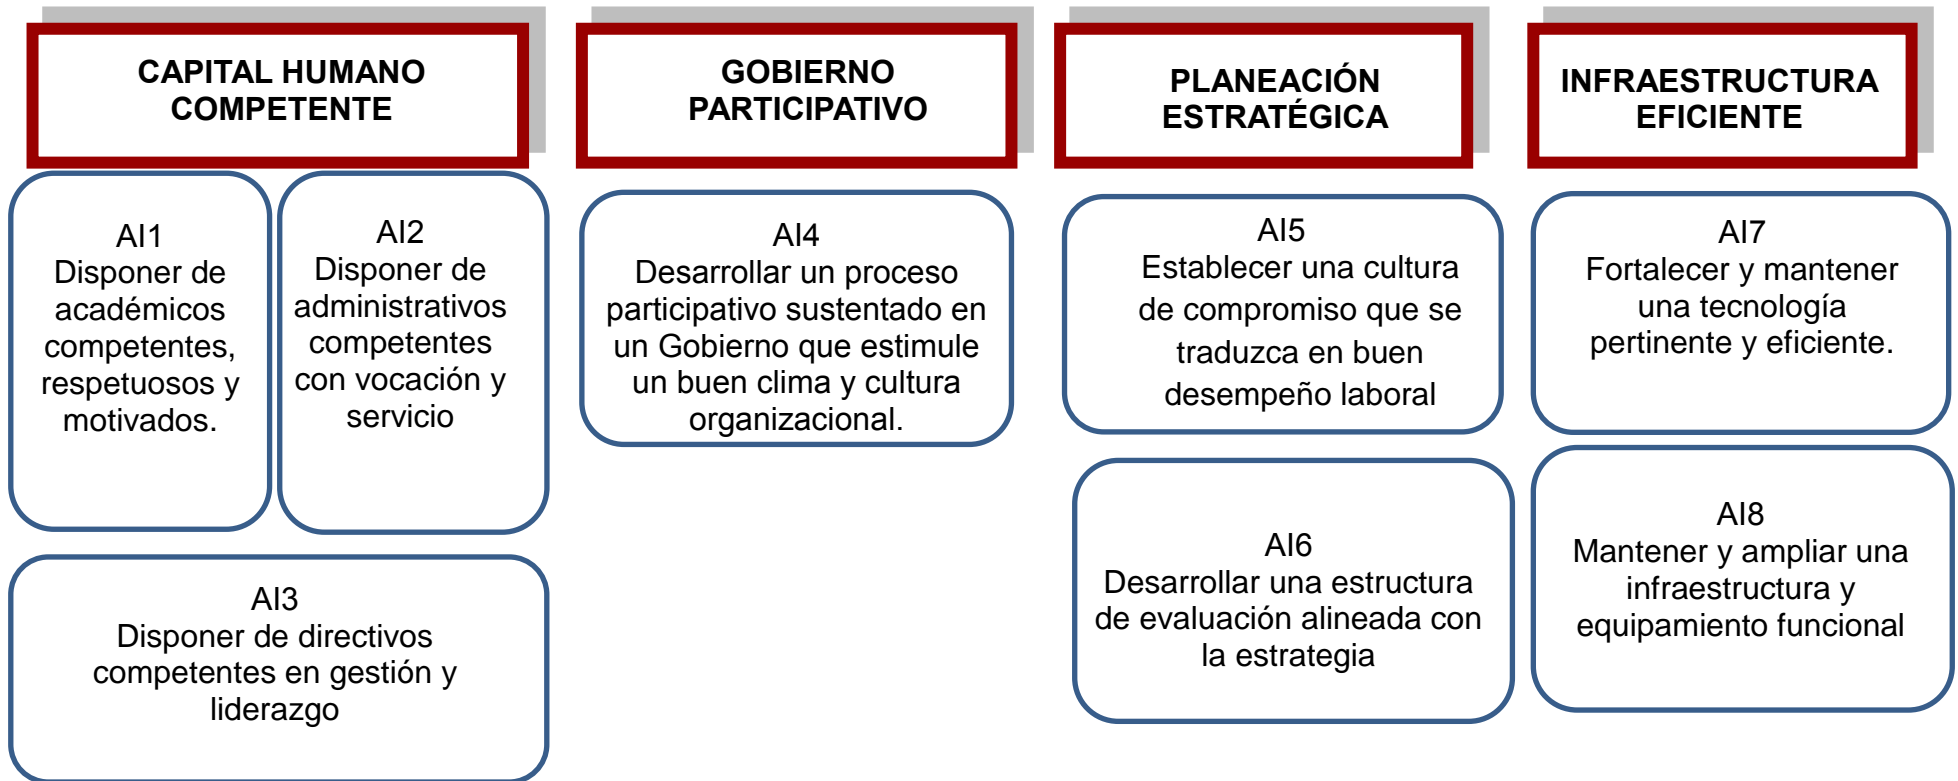 CAPITAL HUMANO
COMPETENTE
GOBIERNO
PARTICIPATIVO
PLANEACIÓN
ESTRATÉGICA
INFRAESTRUCTURA
EFICIENTE
AI1
Disponer de
académicos
competentes,
respetuosos y
motivados.
AI2
Disponer de
administrativos
competentes
con vocación y
servicio
AI3
Disponer de directivos
competentes en gestión y
liderazgo
AI4
Desarrollar un proceso
participativo sustentado en
un Gobierno que estimule
un buen clima y cultura
organizacional.
AI5
Establecer una cultura
de compromiso que se
traduzca en buen
desempeño laboral
AI6
Desarrollar una estructura
de evaluación alineada con
la estrategia
AI7
Fortalecer y mantener
una tecnología
pertinente y eficiente.
AI8
Mantener y ampliar una
infraestructura y
equipamiento funcional